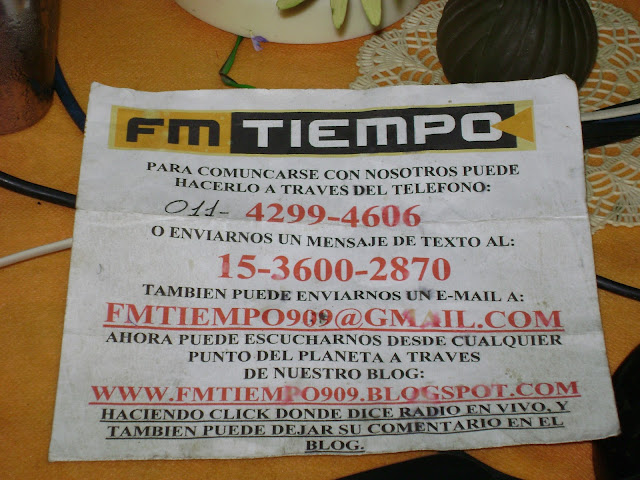 FM TIEMPO
PARA COMUNCARSE CON NOSOTROS PUEDE
HACERLO A TRAVES DEL TELEFONO:
011- 4299-4606
O ENVIARNOS UN MENSAJE DE TEXTO AL:
15-3600-2870
TAMBIEN PUEDE ENVIARNOS UN E-MAIL A:
FMTIEMPO909@GMAIL.COM
AHORA PUEDE ESCUCHARNOS DESDE CUALQUIER
PUNTO DEL PLANETA A TRAVES
DE NUESTRO BLOG:
WWW.FMTIEMPO909.BLOGSPOT.COM
HACIENDO CLICK DONDE DICE RADIO EN VIVO. Y
TAMBIEN PUEDE DEJAR SU COMENTARIO EN EL
BLOG.